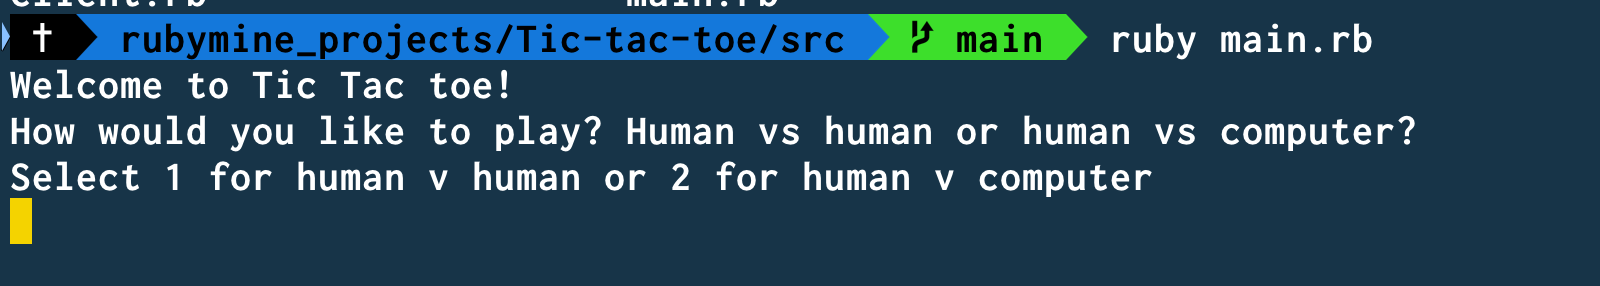 client.rb main.rb
† rubymine_projects/Tic-tac-toe/src main ruby main.rb
Welcome to Tic Tac toe!
How would you like to play? Human vs human or human vs computer?
Select 1 for human v human or 2 for human v computer